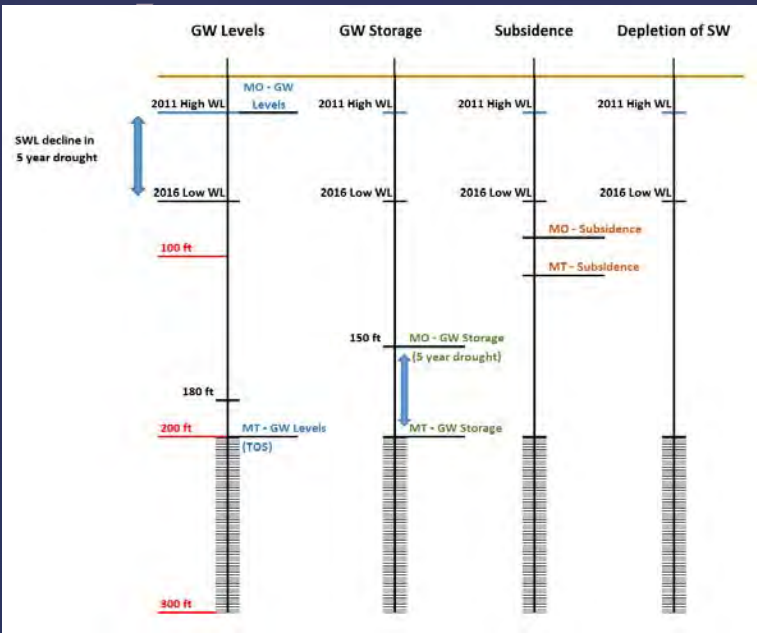 GW Levels GW Storage Subsidence Depletion of SW
MO - GW
Levels
2011 High WL 2011 High WL 2011 High WL 2011 High WL
SWL decline in
5 year drought
2016 Low WL 2016 Low WL 2016 Low WL 2016 Low WL
MO - Subsidence
100 ft
MT - Subsidence
150 ft MO - GW Storage
(5 year drought)
180 ft
200 ft MT - GW Levels MT - GW Storage
(TOS)
300 ft